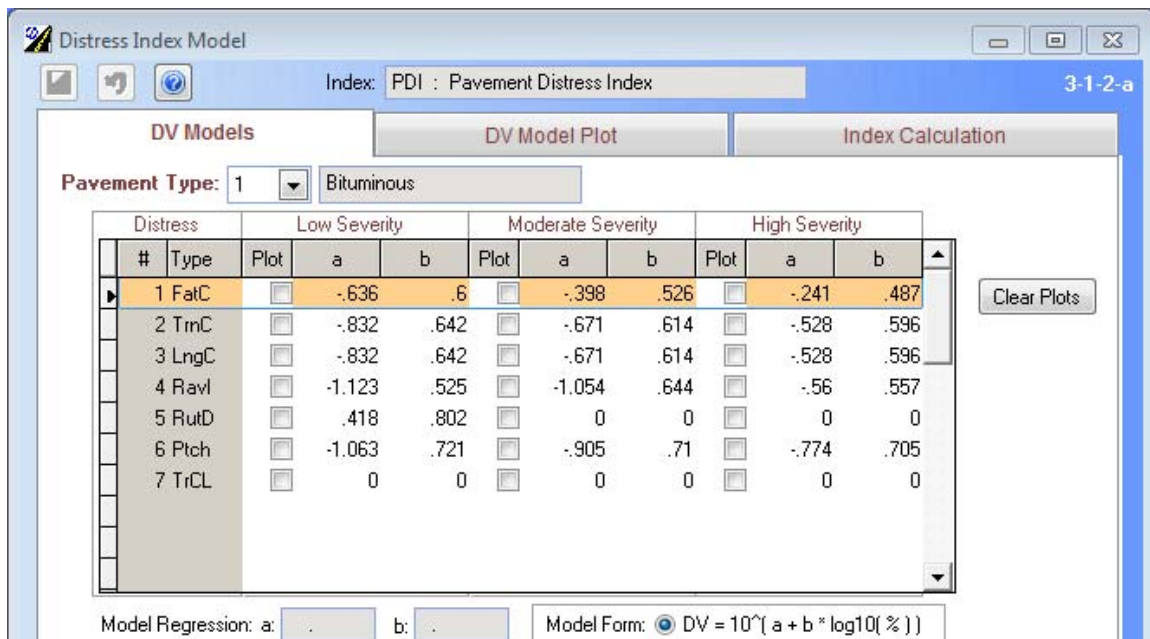 Distress Index Model
Index: PDI : Pavement Distress Index 3-1-2-a
DV Models DV Model Plot Index Calculation
Pavement Type: 1 Bituminous
Distress Low Severity Moderate Severity High Severity
# Type Plot a b Plot a b Plot a b
1 FatC -.636 .6 -.398 .526 -.241 .487
Clear Plots
2 TrnC -.832 .642 -.671 .614 -.528 .596
3 LngC -.832 .642 -.671 .614 -.528 .596
4 Ravl -1.123 .525 -1.054 .644 -.56 .557
5 RutD .418 .802 0 0 0 0
6 Ptch -1.063 .721 -.905 .71 -.774 .705
7 TrCL 0 0 0 0 0 0
Model Regression: a: . b: . Model Form: DV = 10^( a + b * log10( % ) )